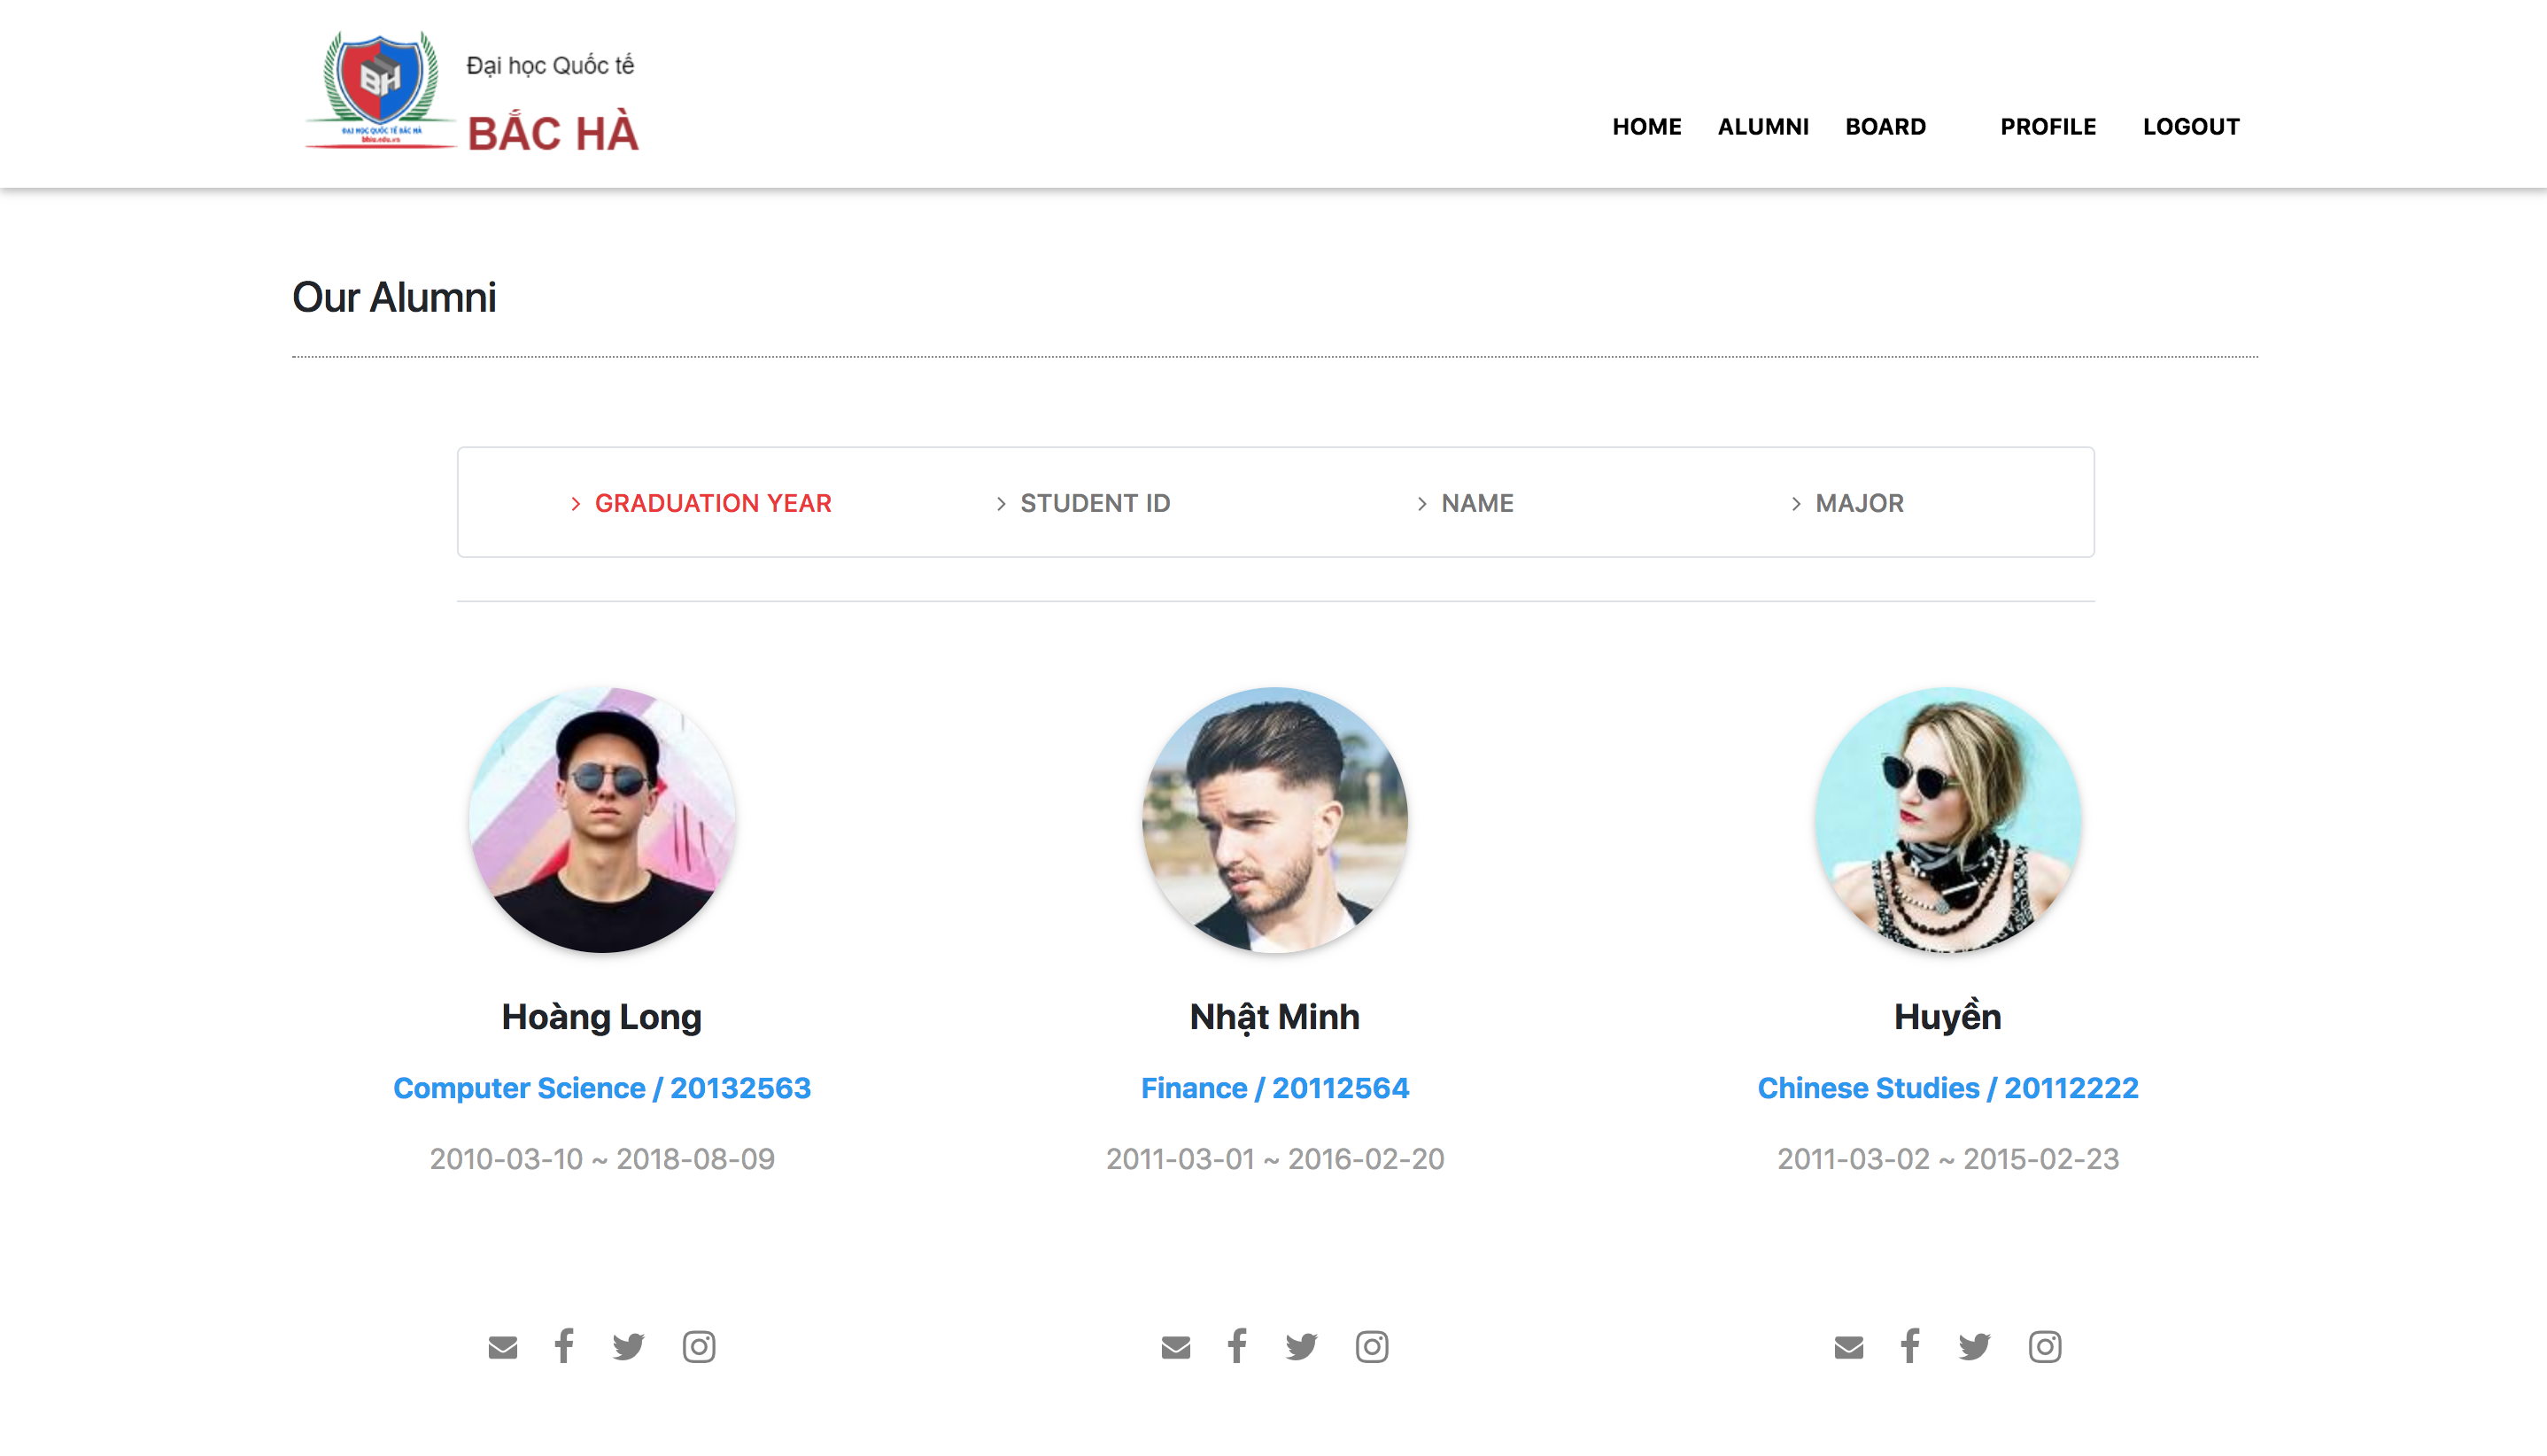 BH
ĐẠI HỌC QUỐC TẾ BẮC HÀ
bhiu.edu.vn
Đại học Quốc tế
BẮC HÀ
HOME ALUMNI BOARD PROFILE LOGOUT
Our Alumni
GRADUATION YEAR STUDENT ID NAME MAJOR
Hoàng Long Nhật Minh Huyền
Computer Science / 20132563 Finance / 20112564 Chinese Studies / 20112222
2010-03-10 ~ 2018-08-09 2011-03-01 ~ 2016-02-20 2011-03-02 ~ 2015-02-23